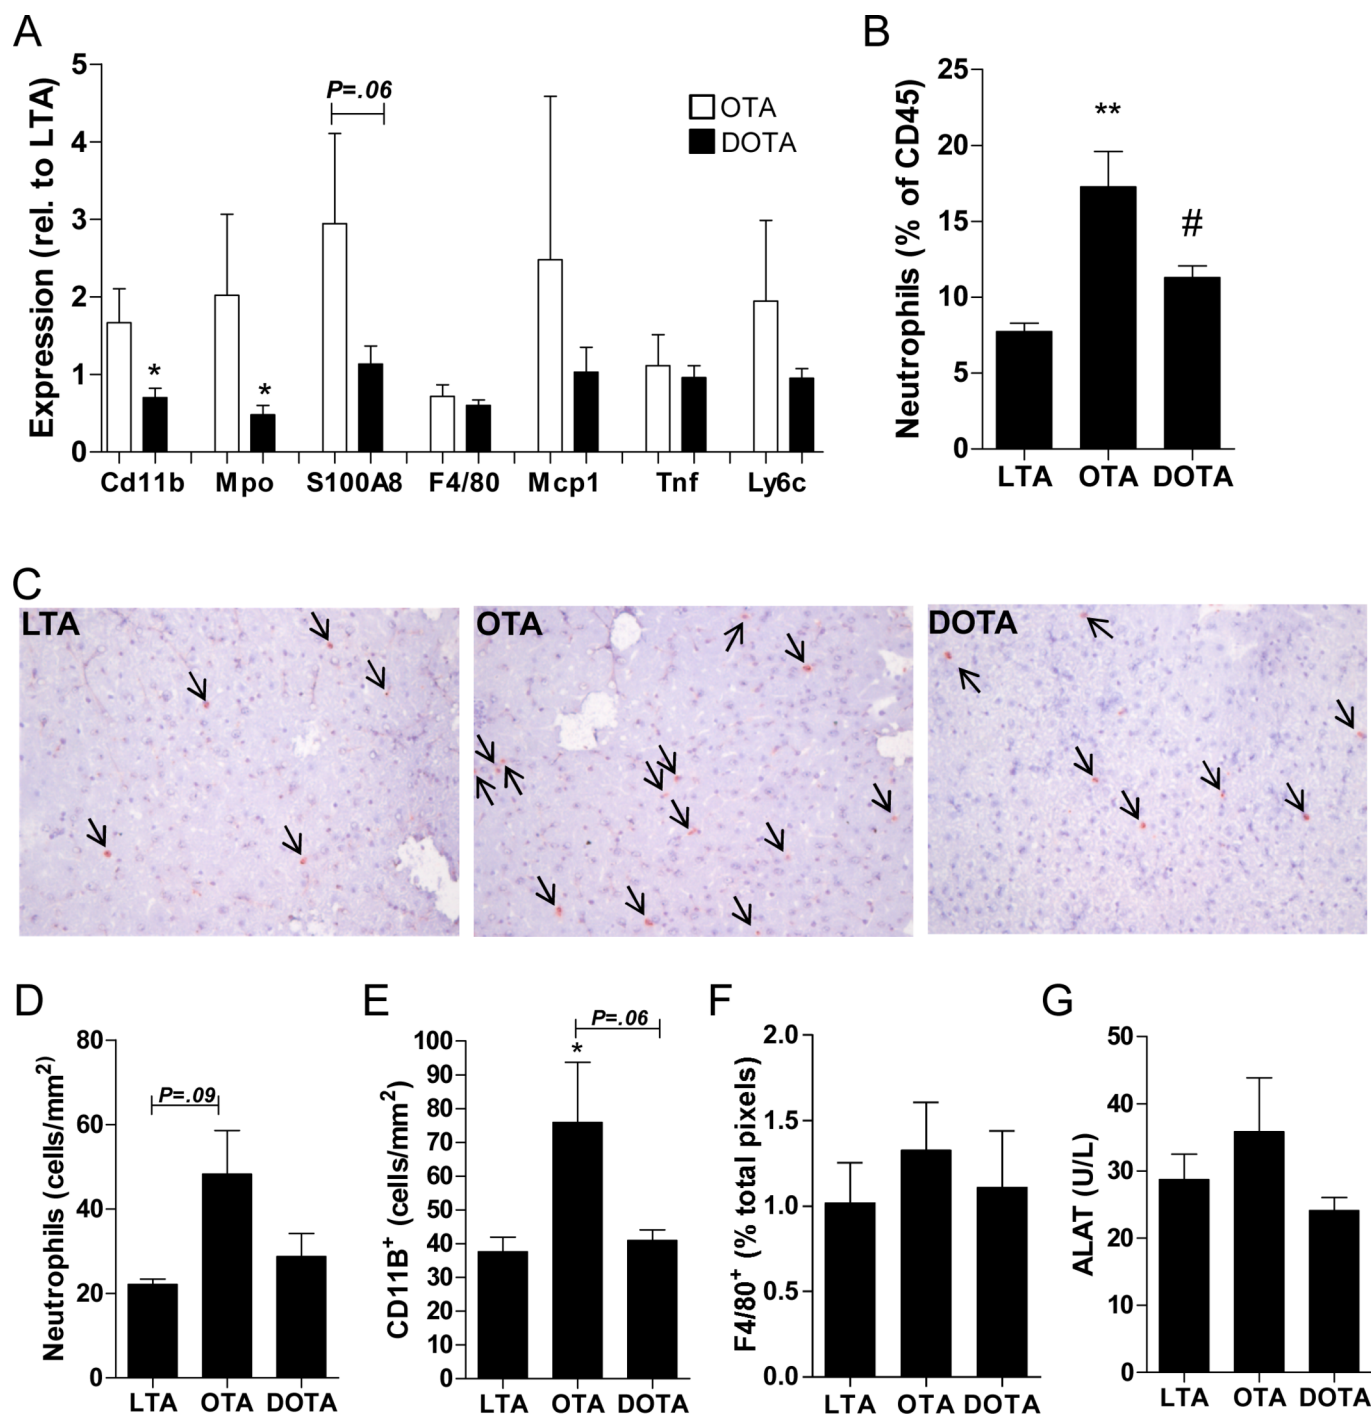 A
Expression (rel. to LTA)
5
4
3
2
1
0
P=.06
*
*
OTA
DOTA
Cd11b Mpo S100A8 F4/80 Mcp1 Tnf Ly6c
B
Neutrophils (% of CD45)
25
20
15
10
5
0
**
#
LTA OTA DOTA
C
LTA
OTA
DOTA
D
Neutrophils (cells/mm²)
80
60
40
20
0
P=.09
LTA OTA DOTA
E
CD11B⁺ (cells/mm²)
100
90
80
70
60
50
40
30
20
10
0
P=.06
*
LTA OTA DOTA
F
F4/80⁺ (% total pixels)
2.0
1.5
1.0
0.5
0.0
LTA OTA DOTA
G
ALAT (U/L)
50
40
30
20
10
0
LTA OTA DOTA